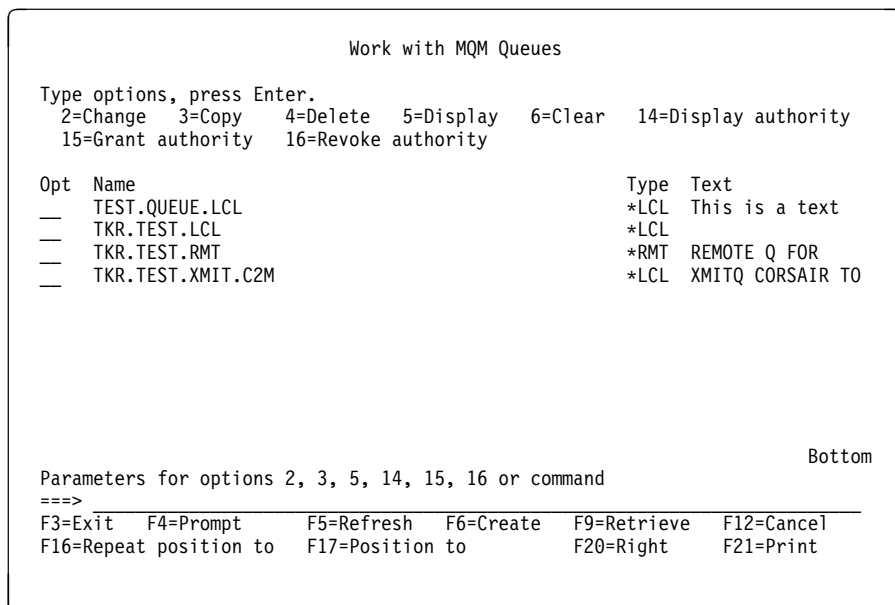 Work with MQM Queues
Type options, press Enter.
2=Change 3=Copy 4=Delete 5=Display 6=Clear 14=Display authority
15=Grant authority 16=Revoke authority
Opt Name Type Text
__ TEST.QUEUE.LCL *LCL This is a text
__ TKR.TEST.LCL *LCL
__ TKR.TEST.RMT *RMT REMOTE Q FOR
__ TKR.TEST.XMIT.C2M *LCL XMITQ CORSAIR TO
Bottom
Parameters for options 2, 3, 5, 14, 15, 16 or command
===>
F3=Exit F4=Prompt F5=Refresh F6=Create F9=Retrieve F12=Cancel
F16=Repeat position to F17=Position to F20=Right F21=Print